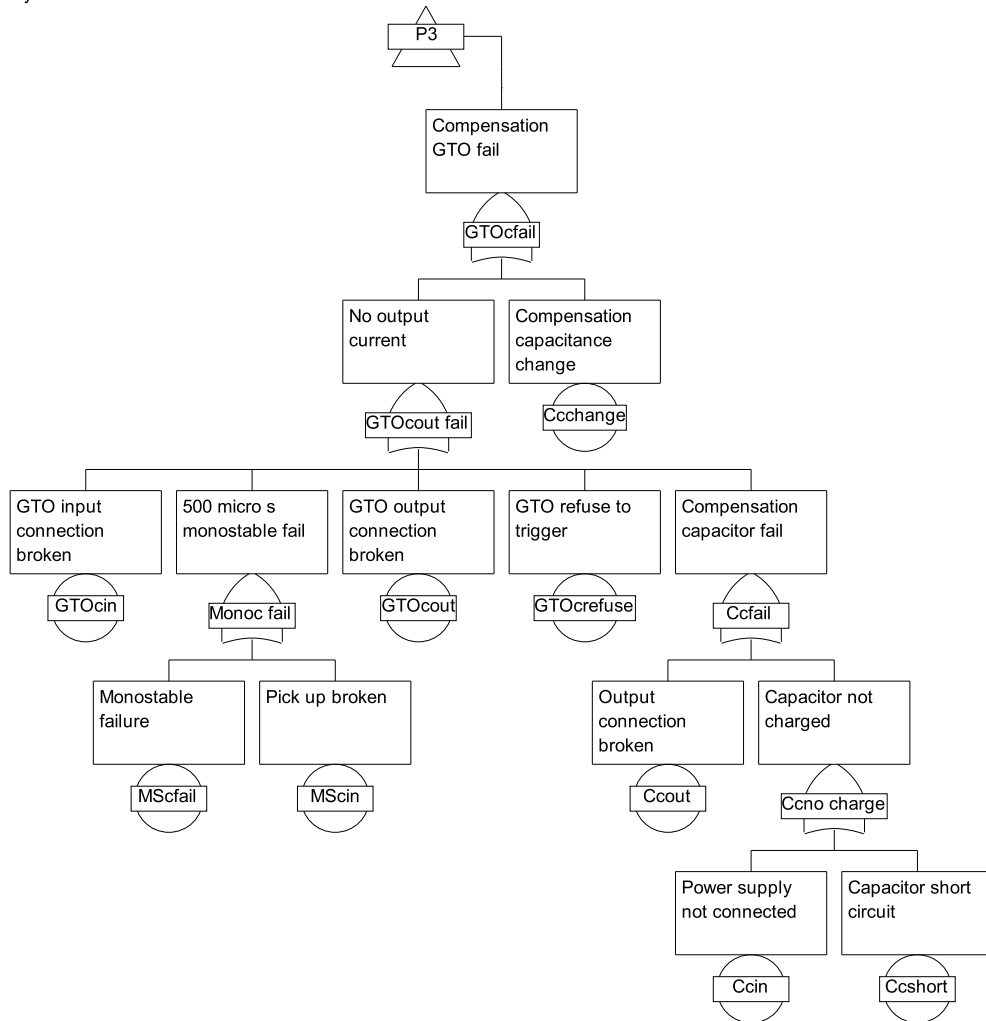 P3
Compensation
GTO fail
GTOcfail
No output
current
Compensation
capacitance
change
GTOcout fail
Ccchange
GTO input
connection
broken
500 micro s
monostable fail
GTO output
connection
broken
GTO refuse to
trigger
Compensation
capacitor fail
GTOcin
Monoc fail
GTOcout
GTOcrefuse
Ccfail
Monostable
failure
Pick up broken
Output
connection
broken
Capacitor not
charged
MScfail
MScin
Ccout
Ccno charge
Power supply
not connected
Capacitor short
circuit
Ccin
Ccshort